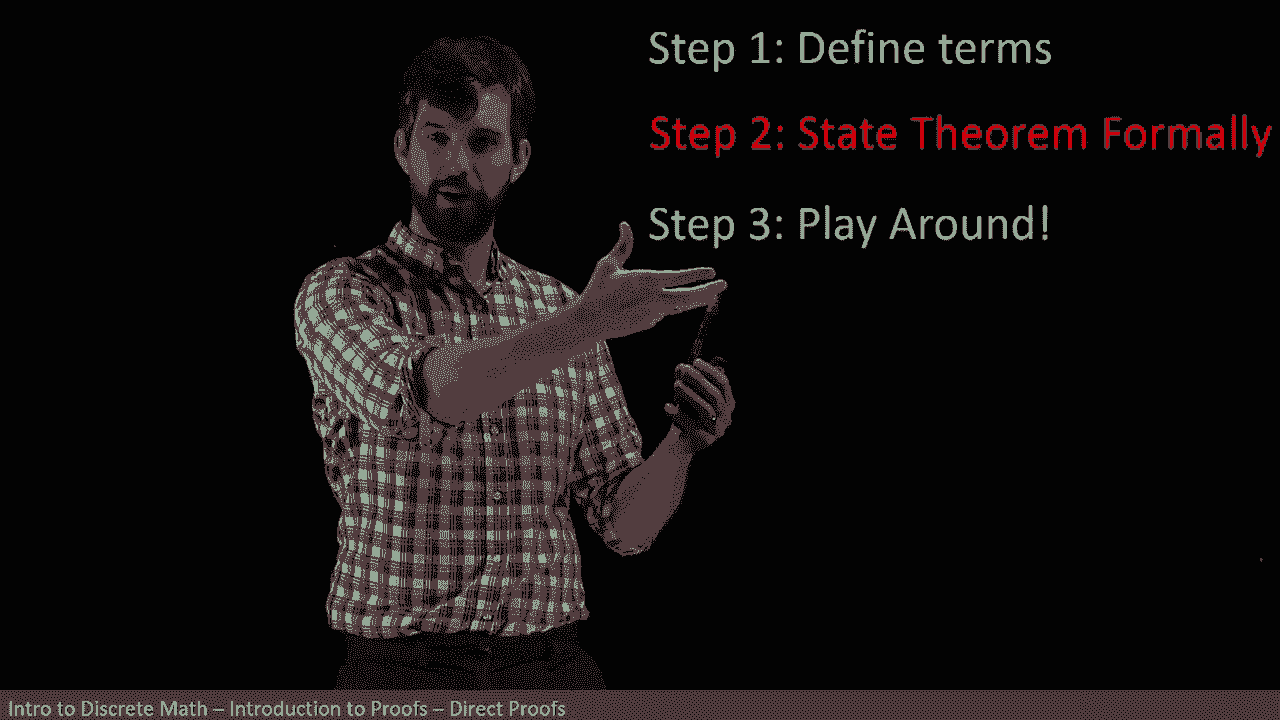 Step 1: Define terms
Step 2: State Theorem Formally
Step 3: Play Around!
Intro to Discrete Math – Introduction to Proofs – Direct Proofs